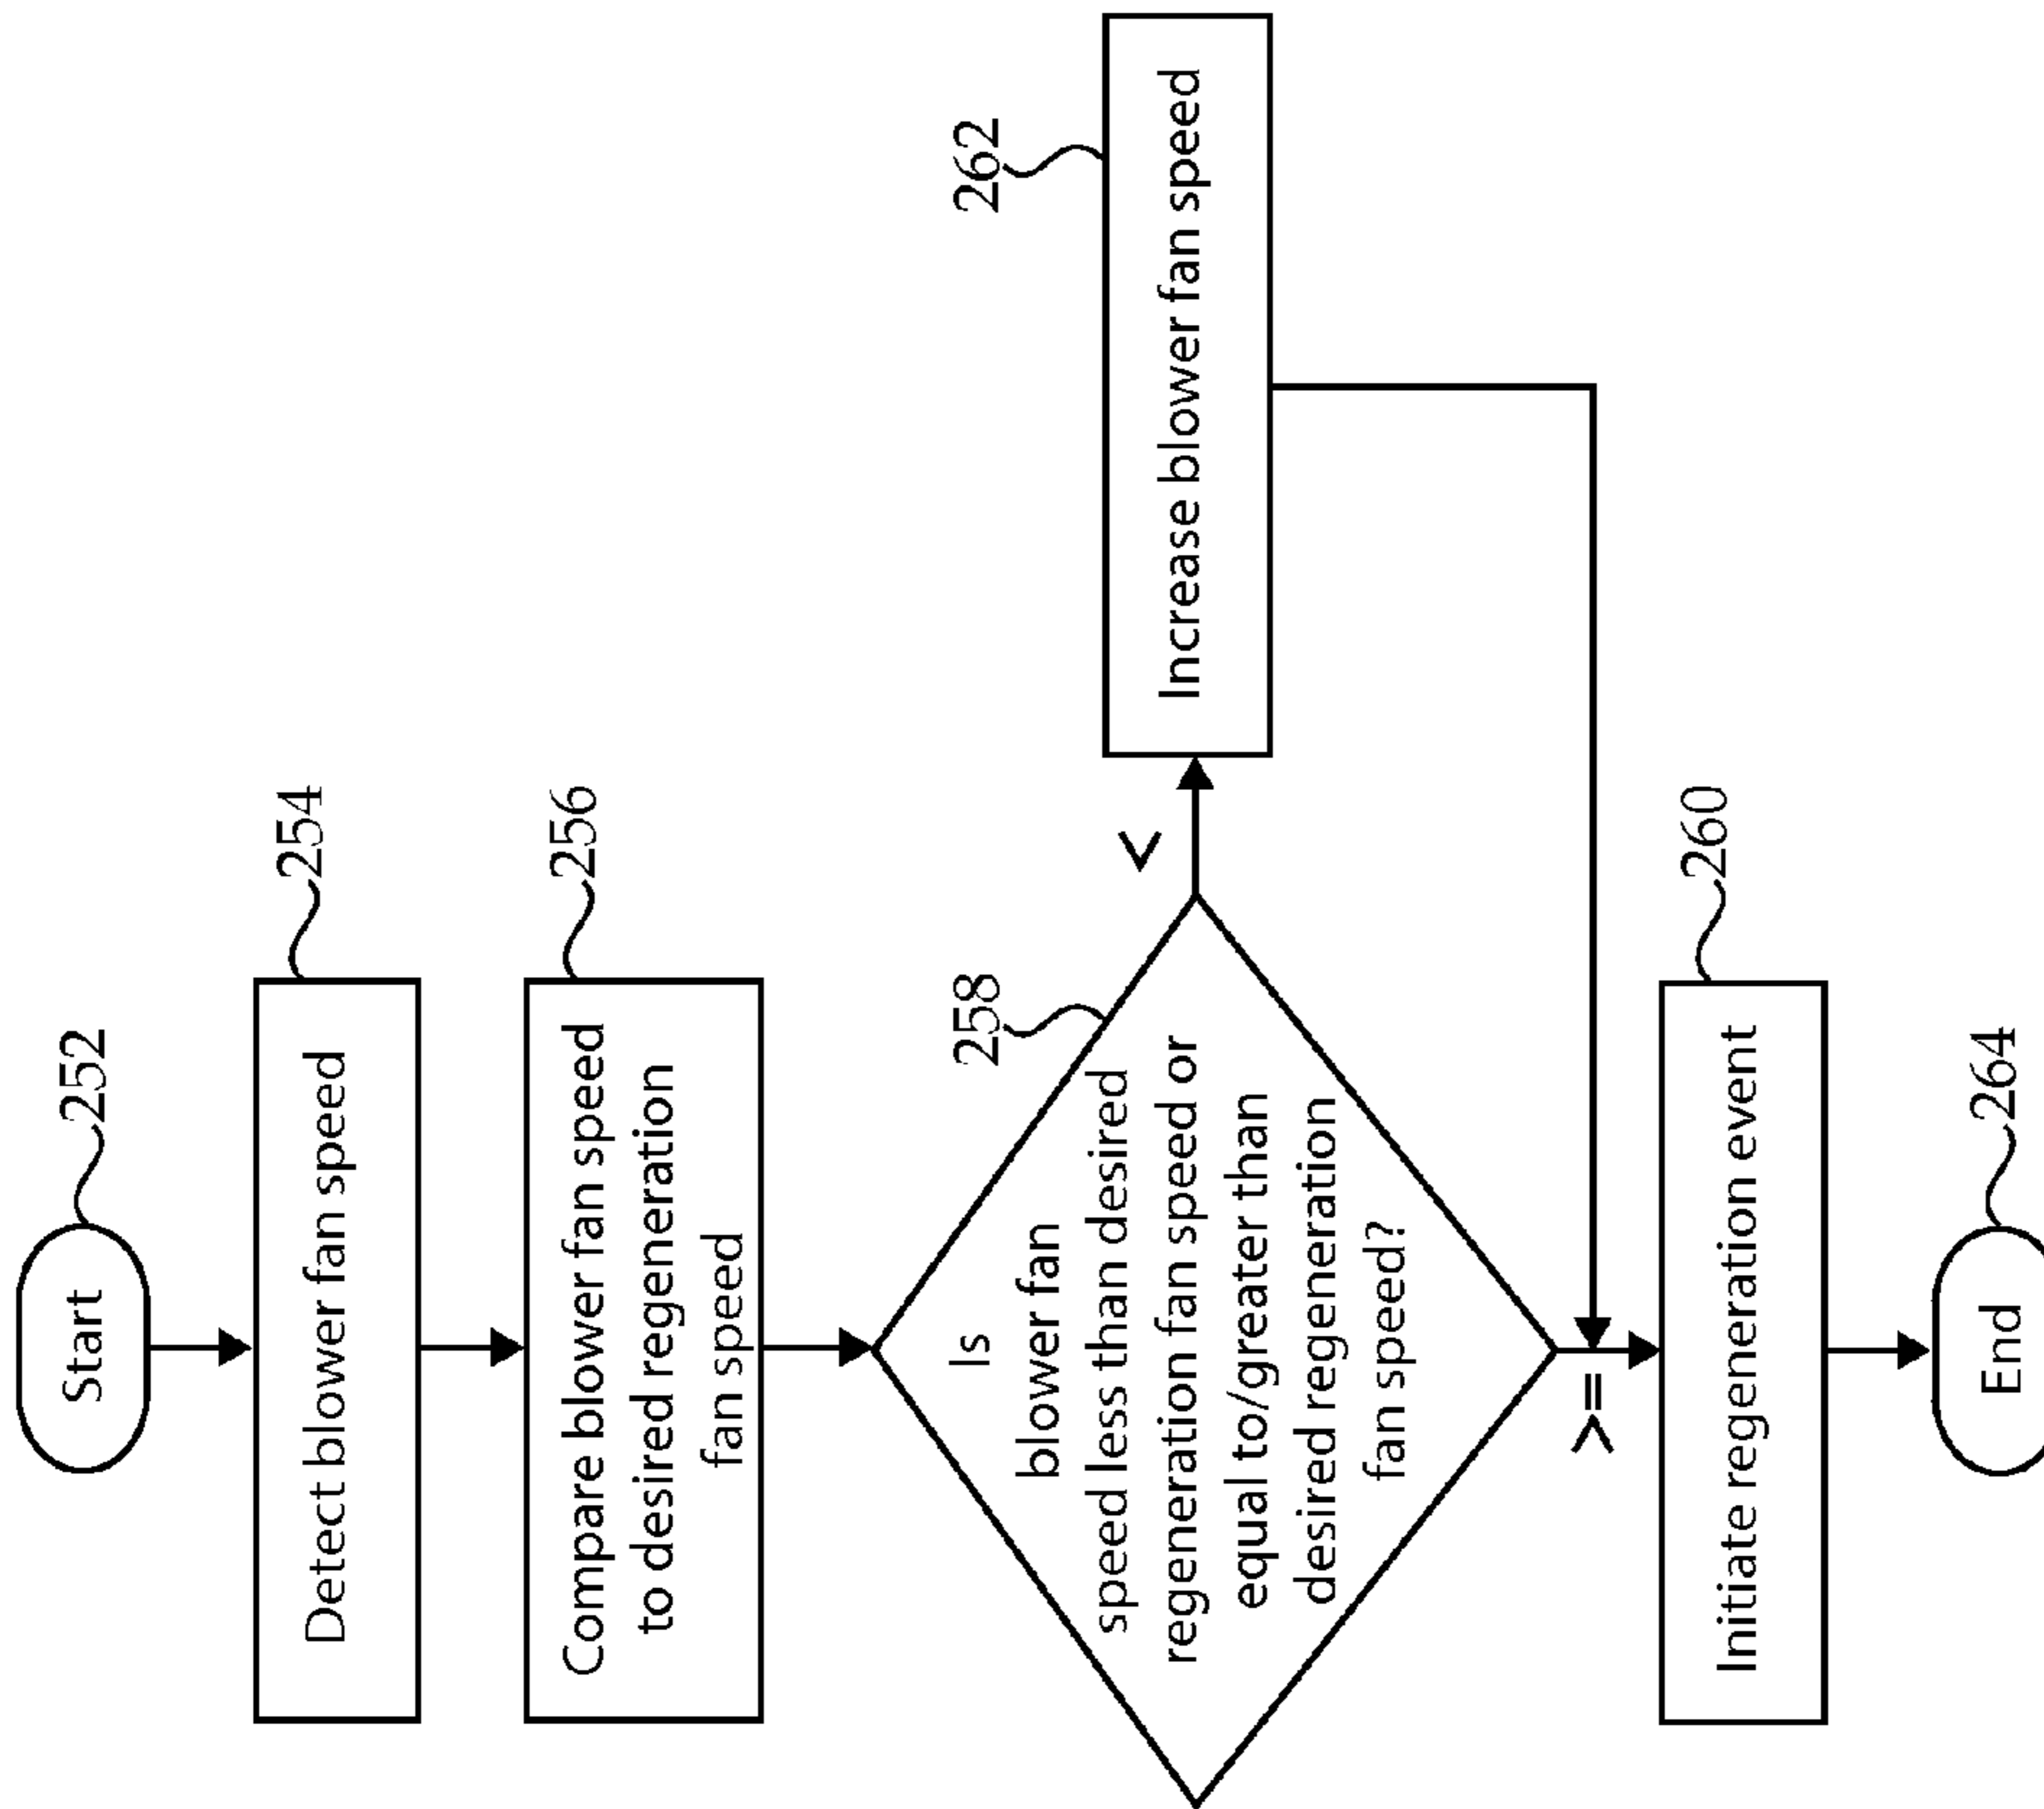 Start
252
Detect blower fan speed
254
Compare blower fan speed
to desired regeneration
fan speed
256
Is
blower fan
speed less than desired
regeneration fan speed or
equal to/greater than
desired regeneration
fan speed?
258
<
Increase blower fan speed
262
>=
Initiate regeneration event
260
End
264